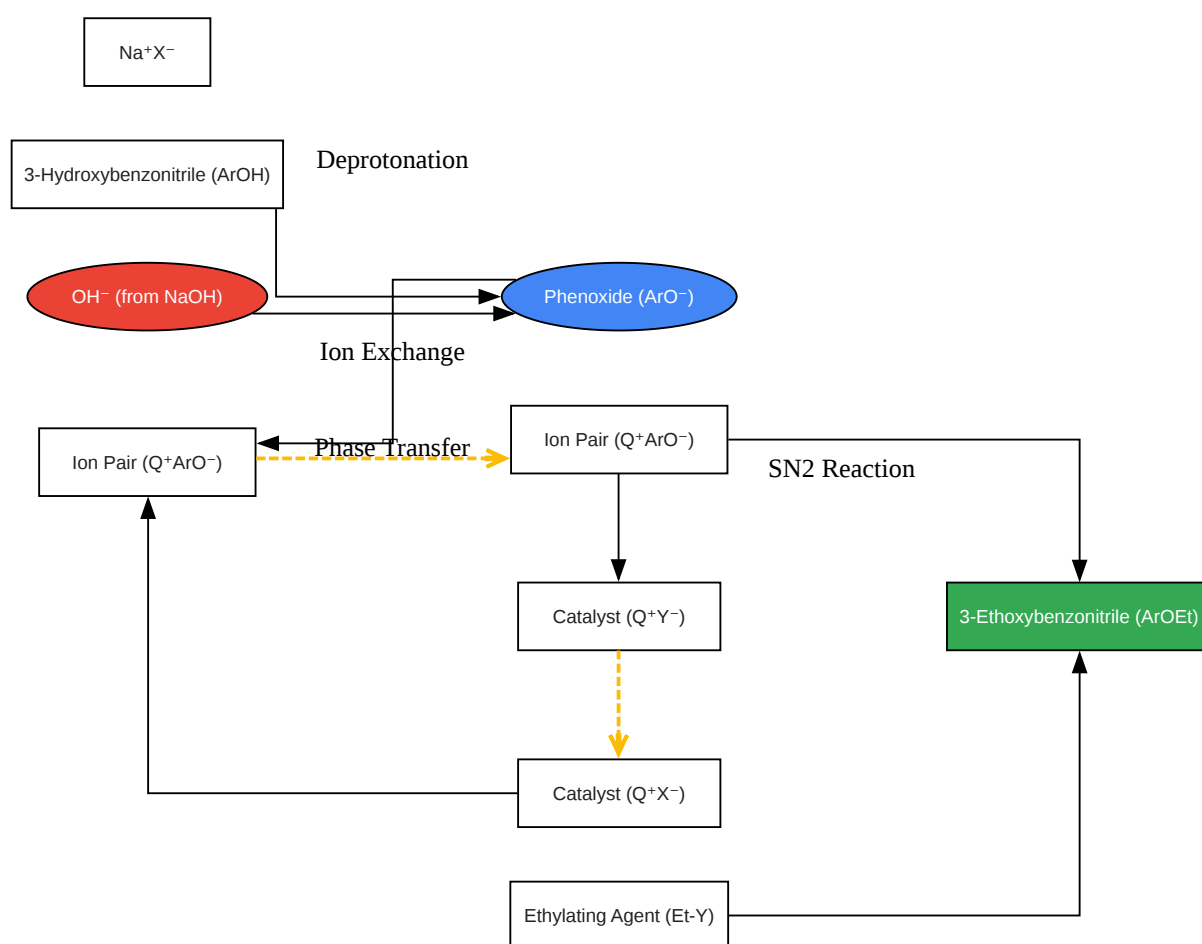 Na⁺X⁻
3-Hydroxybenzonitrile (ArOH)
Deprotonation
OH⁻ (from NaOH)
Phenoxide (ArO⁻)
Ion Exchange
Ion Pair (Q⁺ArO⁻)
Phase Transfer
Ion Pair (Q⁺ArO⁻)
SN2 Reaction
Catalyst (Q⁺Y⁻)
3-Ethoxybenzonitrile (ArOEt)
Catalyst (Q⁺X⁻)
Ethylating Agent (Et-Y)